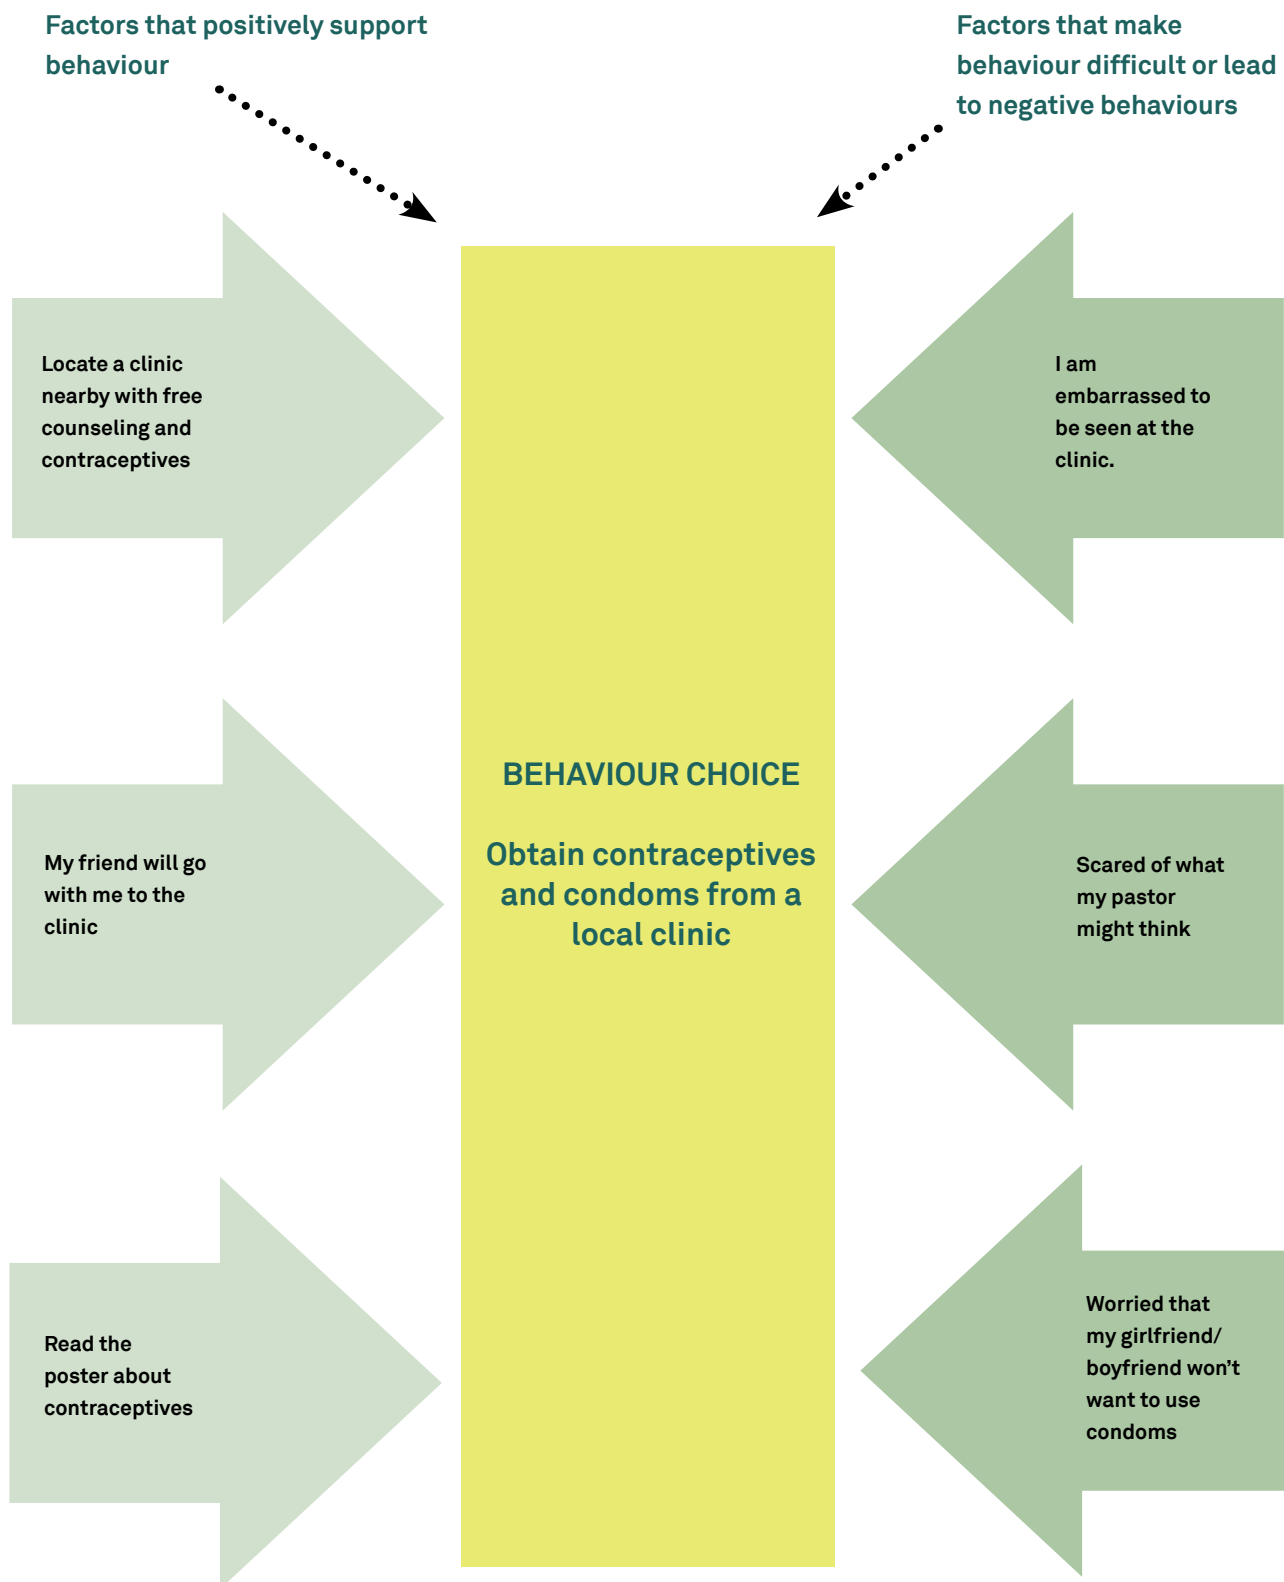 Factors that positively support
behaviour
Factors that make
behaviour difficult or lead
to negative behaviours
Locate a clinic
nearby with free
counseling and
contraceptives
I am
embarrassed to
be seen at the
clinic.
BEHAVIOUR CHOICE
Obtain contraceptives
and condoms from a
local clinic
My friend will go
with me to the
clinic
Scared of what
my pastor
might think
Read the
poster about
contraceptives
Worried that
my girlfriend/
boyfriend won’t
want to use
condoms